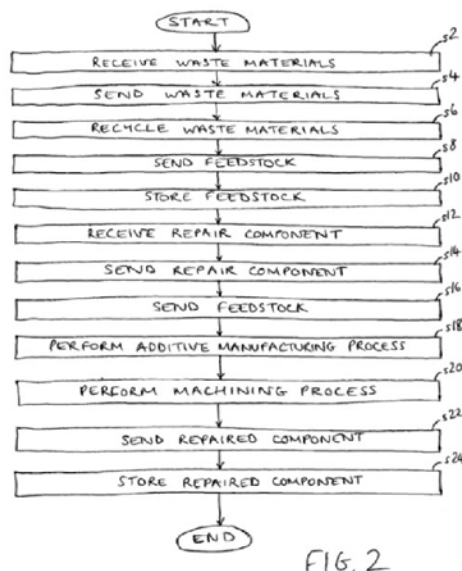 START
s2
RECEIVE WASTE MATERIALS
s4
SEND WASTE MATERIALS
s6
RECYCLE WASTE MATERIALS
s8
SEND FEEDSTOCK
s10
STORE FEEDSTOCK
s12
RECEIVE REPAIR COMPONENT
s14
SEND REPAIR COMPONENT
s16
SEND FEEDSTOCK
s18
PERFORM ADDITIVE MANUFACTURING PROCESS
s20
PERFORM MACHINING PROCESS
s22
SEND REPAIRED COMPONENT
s24
STORE REPAIRED COMPONENT
END
FIG. 2